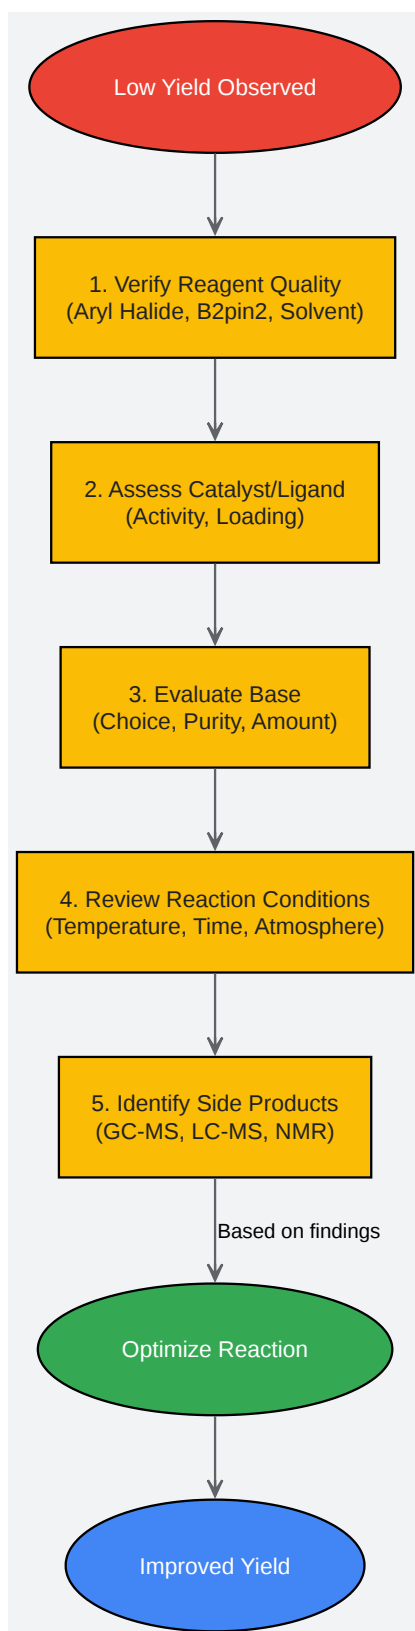 Low Yield Observed
1. Verify Reagent Quality
(Aryl Halide, B2pin2, Solvent)
2. Assess Catalyst/Ligand
(Activity, Loading)
3. Evaluate Base
(Choice, Purity, Amount)
4. Review Reaction Conditions
(Temperature, Time, Atmosphere)
5. Identify Side Products
(GC-MS, LC-MS, NMR)
Based on findings
Optimize Reaction
Improved Yield